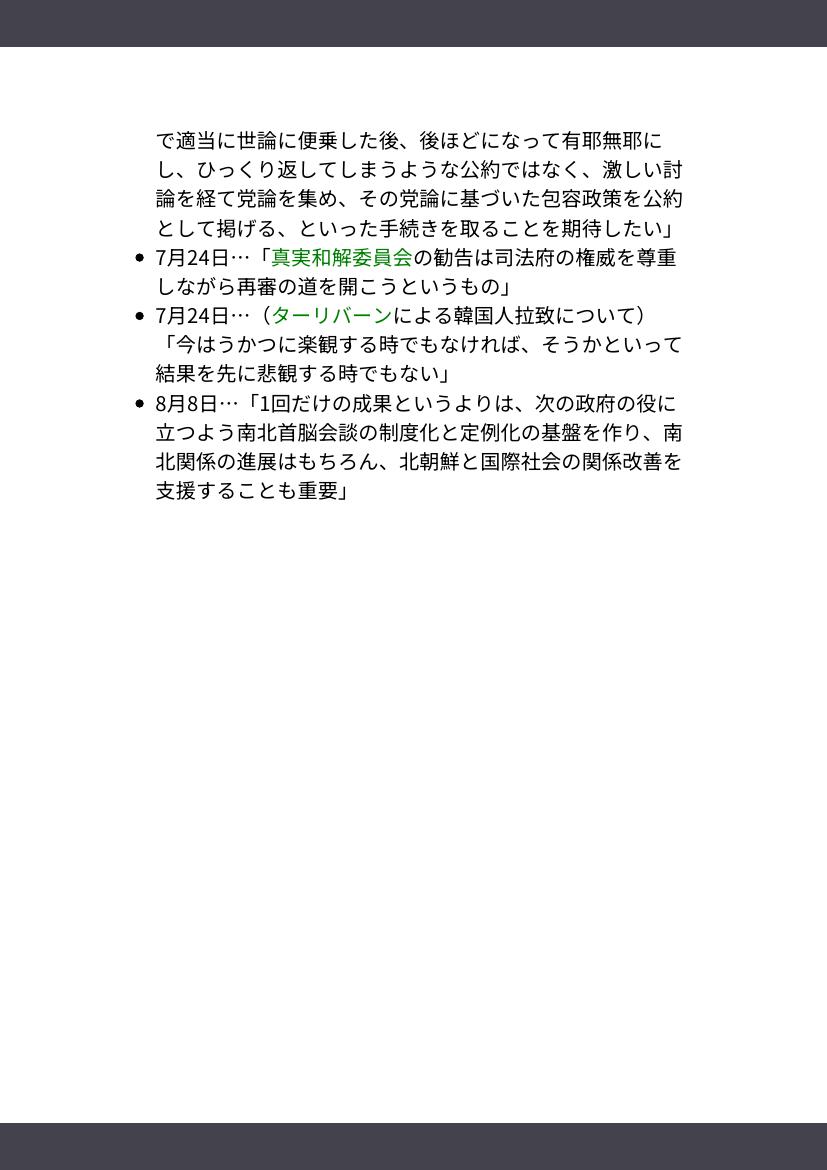 で適当に世論に便乗した後、後ほどになって有耶無耶に
し、ひっくり返してしまうような公約ではなく、激しい討
論を経て党論を集め、その党論に基づいた包容政策を公約
として掲げる、といった手続きを取ることを期待したい」
• 7月24日…「真実和解委員会の勧告は司法府の権威を尊重
しながら再審の道を開こうというもの」
• 7月24日…（ターリバーンによる韓国人拉致について）
「今はうかつに楽観する時でもなければ、そうかといって
結果を先に悲観する時でもない」
• 8月8日…「1回だけの成果というよりは、次の政府の役に
立つよう南北首脳会談の制度化と定例化の基盤を作り、南
北関係の進展はもちろん、北朝鮮と国際社会の関係改善を
支援することも重要」